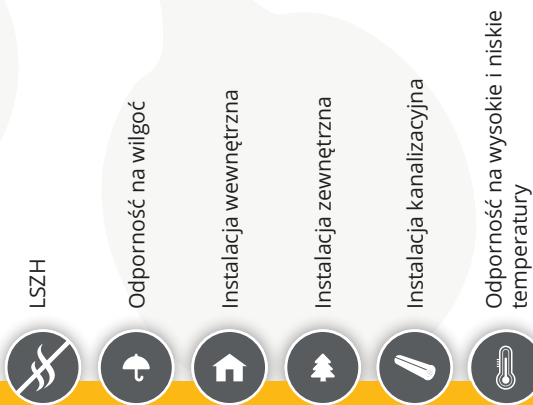 LSZH
Odporność na wilgoć
Instalacja wewnętrzna
Instalacja zewnętrzna
Instalacja kanalizacyjna
Odporność na wysokie i niskie
temperatury